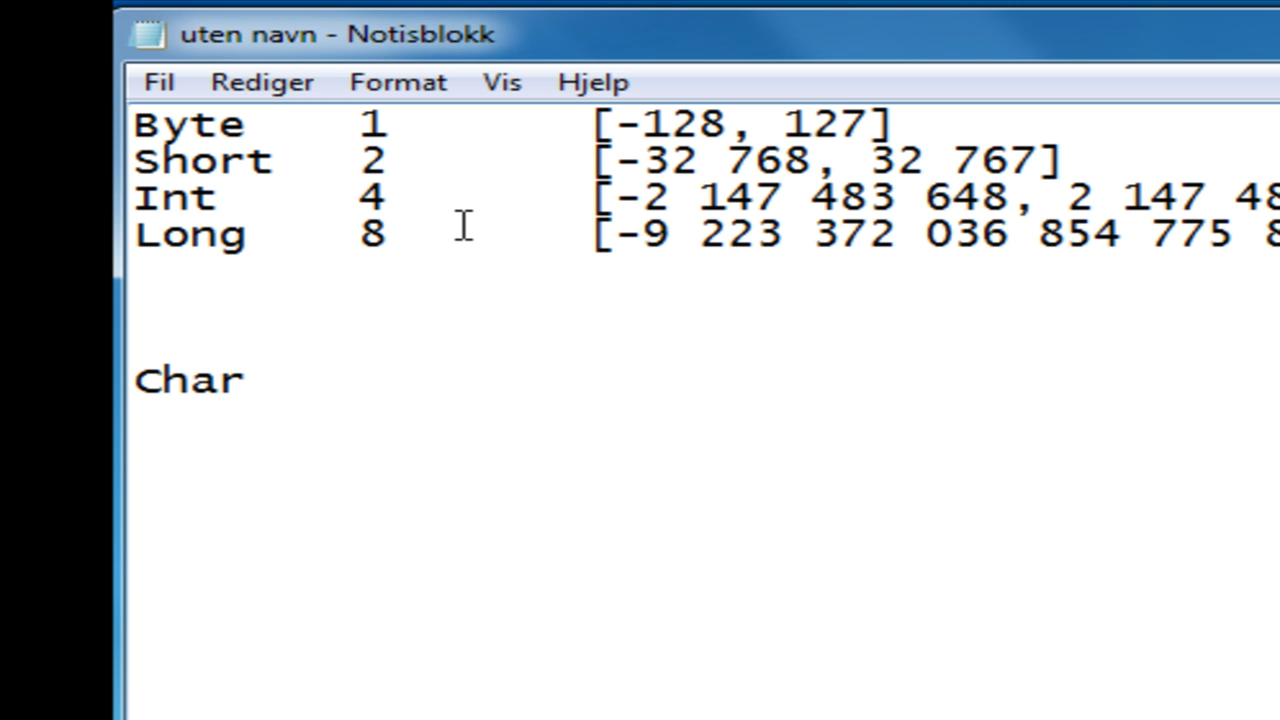 uten navn - Notisblokk
Fil Rediger Format Vis Hjelp
Byte 1 [-128, 127]
Short 2 [-32 768, 32 767]
Int 4 [-2 147 483 648, 2 147 48
Long 8 [-9 223 372 036 854 775 8
Char